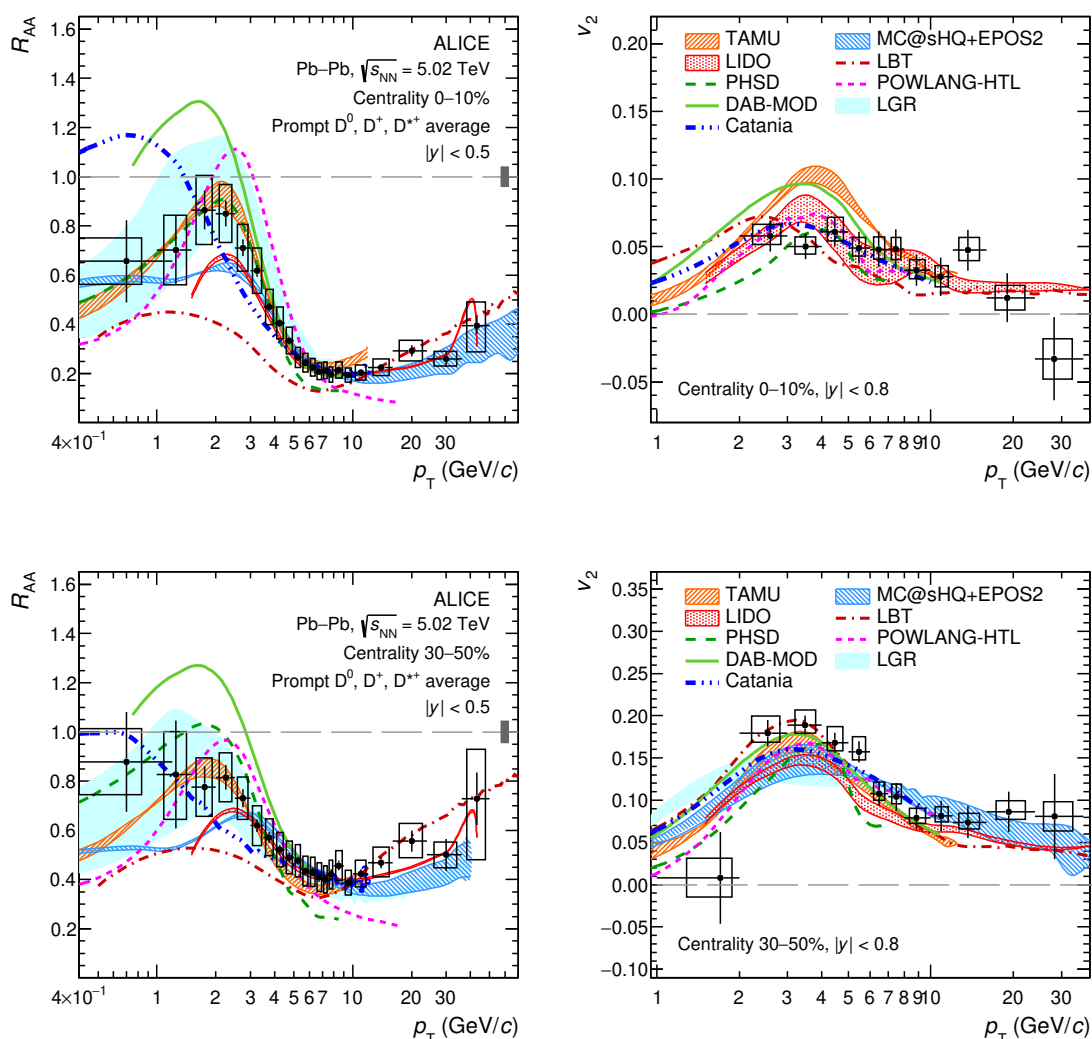 R_AA
1.6
1.4
1.2
1.0
0.8
0.6
0.4
0.2
ALICE
Pb–Pb, √s_NN = 5.02 TeV
Centrality 0–10%
Prompt D⁰, D⁺, D*⁺ average
|y| < 0.5
4×10⁻¹ 1 2 3 4 5 6 7 10 20 30
p_T (GeV/c)
v_2
0.20
0.15
0.10
0.05
0.00
−0.05
TAMU
LIDO
PHSD
DAB-MOD
Catania
MC@sHQ+EPOS2
LBT
POWLANG-HTL
LGR
Centrality 0–10%, |y| < 0.8
1 2 3 4 5 6 7 8 9 10 20 30
p_T (GeV/c)
R_AA
1.6
1.4
1.2
1.0
0.8
0.6
0.4
0.2
ALICE
Pb–Pb, √s_NN = 5.02 TeV
Centrality 30–50%
Prompt D⁰, D⁺, D*⁺ average
|y| < 0.5
4×10⁻¹ 1 2 3 4 5 6 7 10 20 30
p_T (GeV/c)
v_2
0.35
0.30
0.25
0.20
0.15
0.10
0.05
0.00
−0.05
−0.10
TAMU
LIDO
PHSD
DAB-MOD
Catania
MC@sHQ+EPOS2
LBT
POWLANG-HTL
LGR
Centrality 30–50%, |y| < 0.8
1 2 3 4 5 6 7 8 9 10 20 30
p_T (GeV/c)